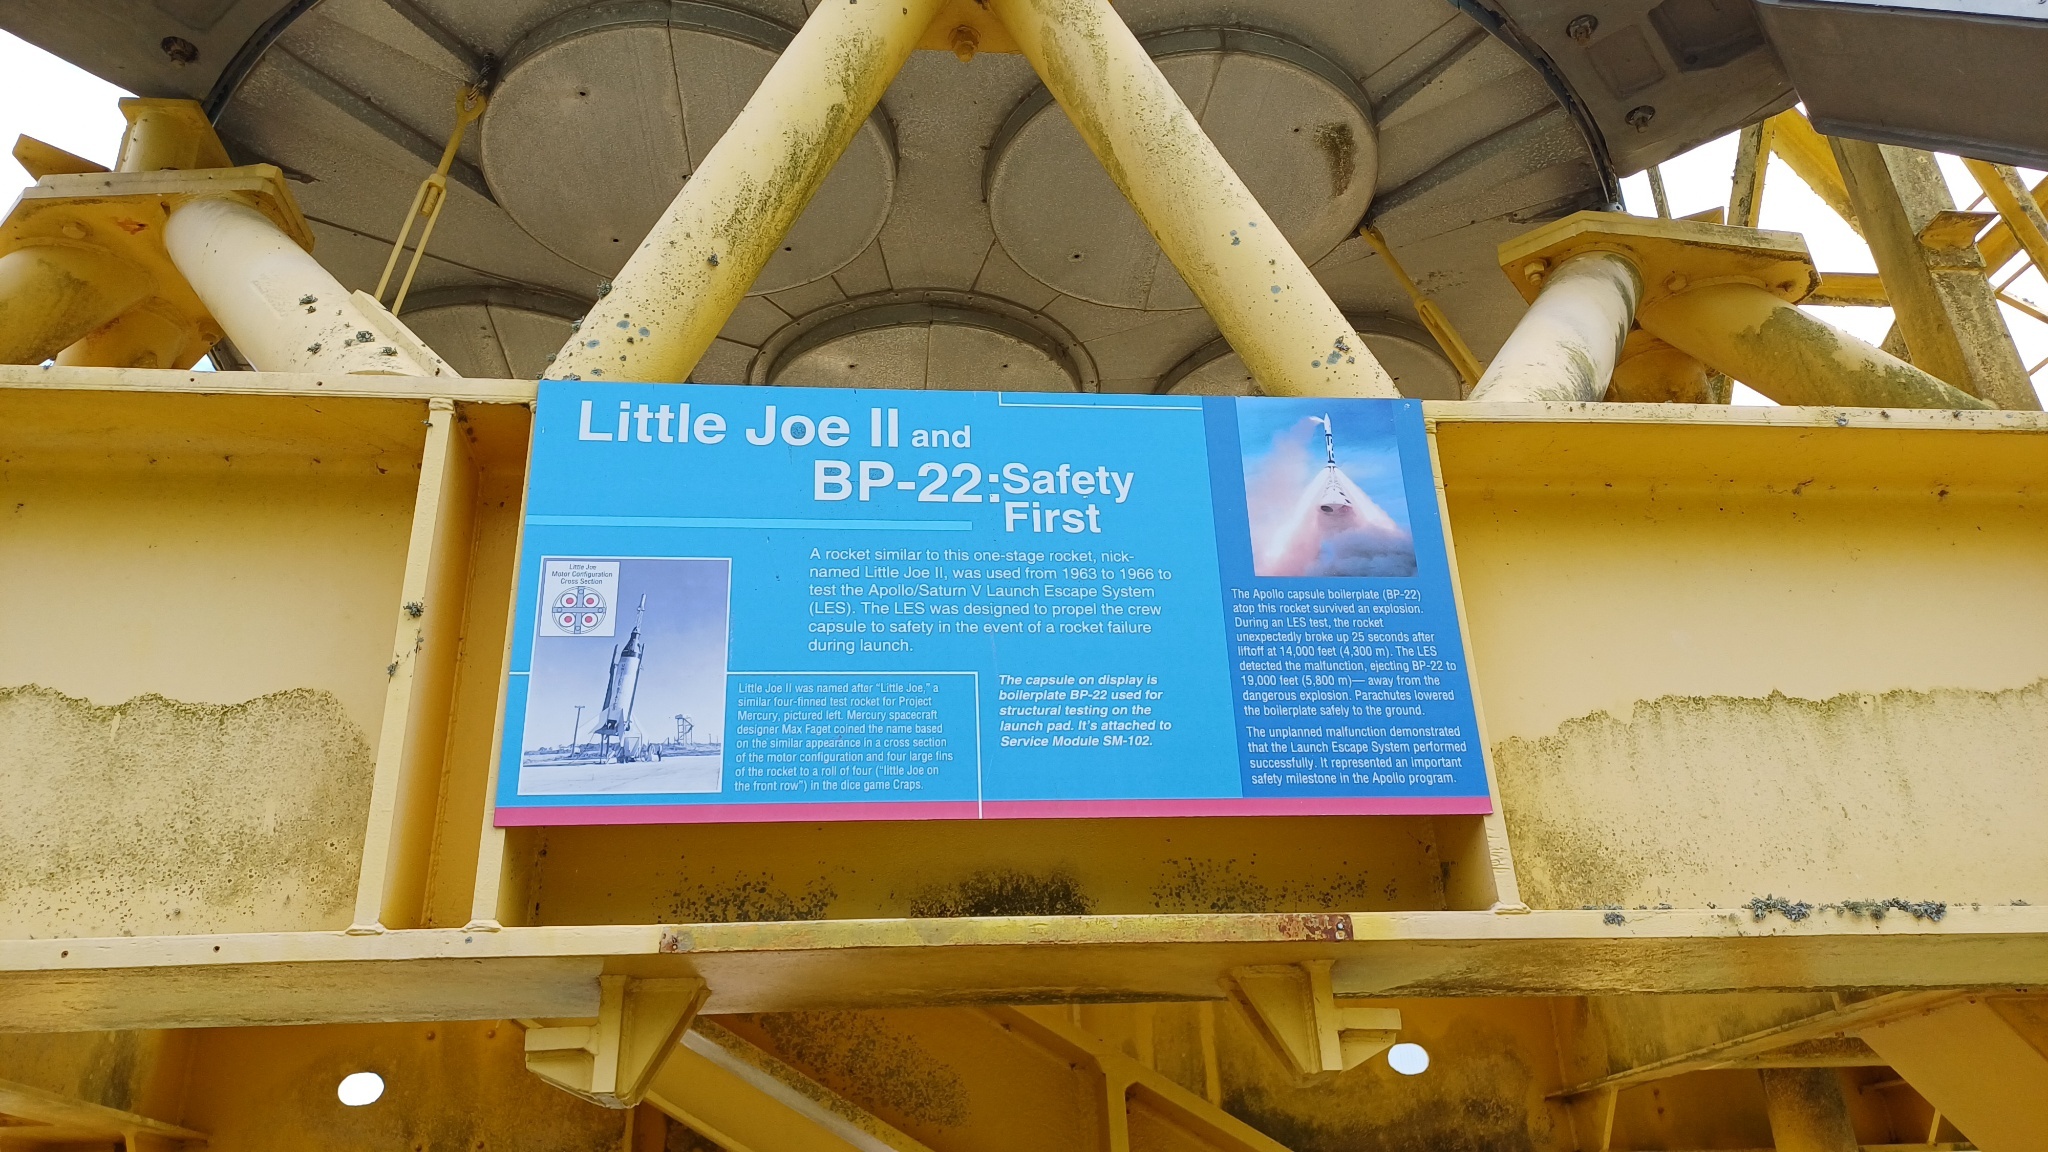 Little Joe II and
BP-22: Safety
First
A rocket similar to this one-stage rocket, nick-
named Little Joe II, was used from 1963 to 1966 to
test the Apollo/Saturn V Launch Escape System
(LES). The LES was designed to propel the crew
capsule to safety in the event of a rocket failure
during launch.
Little Joe
Motor Configuration
Cross Section
Little Joe II was named after “Little Joe,” a
similar four-finned test rocket for Project
Mercury, pictured left. Mercury spacecraft
designer Max Faget coined the name based
on the similar appearance in a cross section
of the motor configuration and four large fins
of the rocket to a roll of four (“little Joe on
the front row”) in the dice game Craps.
The capsule on display is
boilerplate BP-22 used for
structural testing on the
launch pad. It’s attached to
Service Module SM-102.
The Apollo capsule boilerplate (BP-22)
atop this rocket survived an explosion.
During an LES test, the rocket
unexpectedly broke up 25 seconds after
liftoff at 14,000 feet (4,300 m). The LES
detected the malfunction, ejecting BP-22 to
19,000 feet (5,800 m)— away from the
dangerous explosion. Parachutes lowered
the boilerplate safely to the ground.
The unplanned malfunction demonstrated
that the Launch Escape System performed
successfully. It represented an important
safety milestone in the Apollo program.